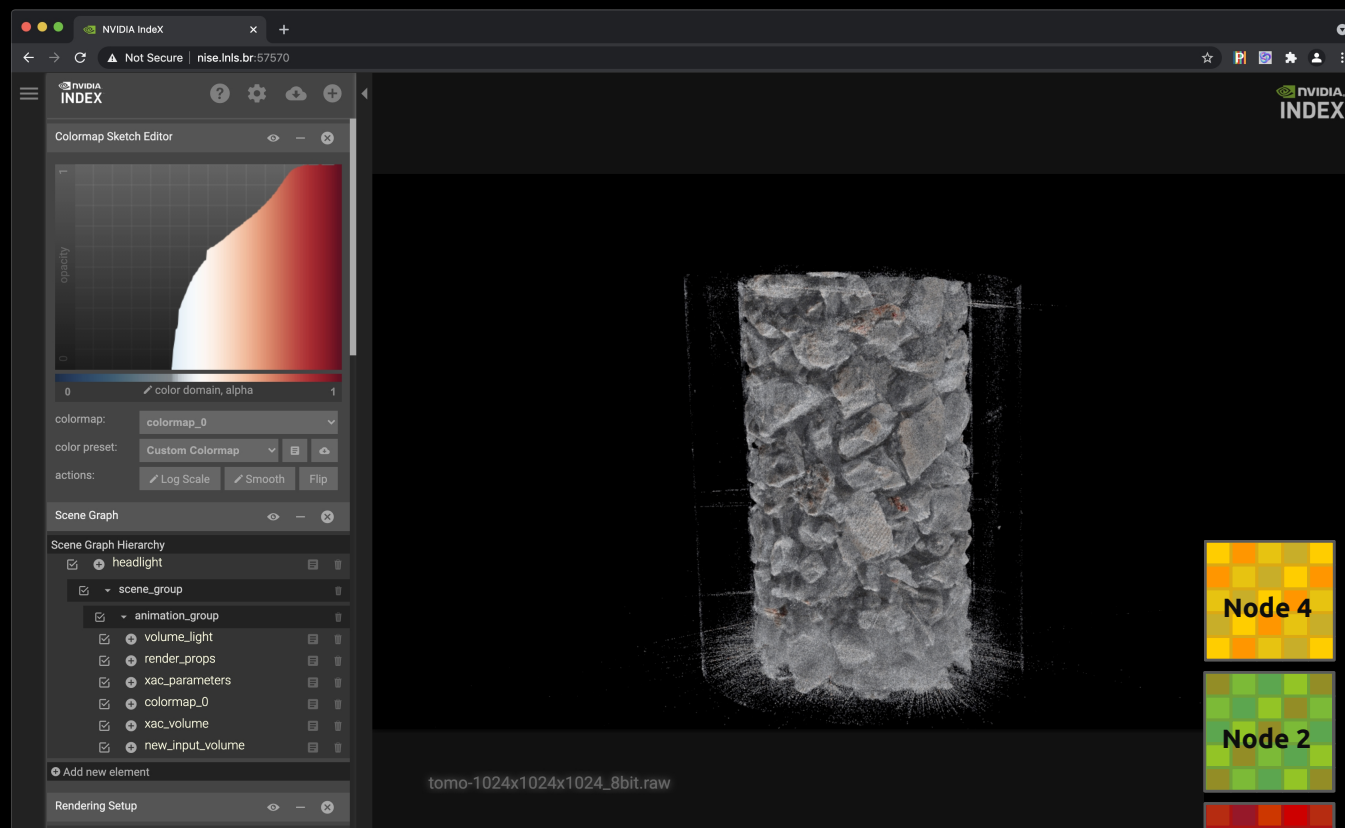 NVIDIA IndeX
Not Secure nise.lnls.br:57570
NVIDIA
INDEX
Colormap Sketch Editor
1
opacity
0
0 color domain, alpha 1
colormap: colormap_0
color preset: Custom Colormap
actions: Log Scale Smooth Flip
Scene Graph
Scene Graph Hierarchy
headlight
scene_group
animation_group
volume_light
render_props
xac_parameters
colormap_0
xac_volume
new_input_volume
Add new element
Rendering Setup
NVIDIA.
INDEX
tomo-1024x1024x1024_8bit.raw
Node 4
Node 2